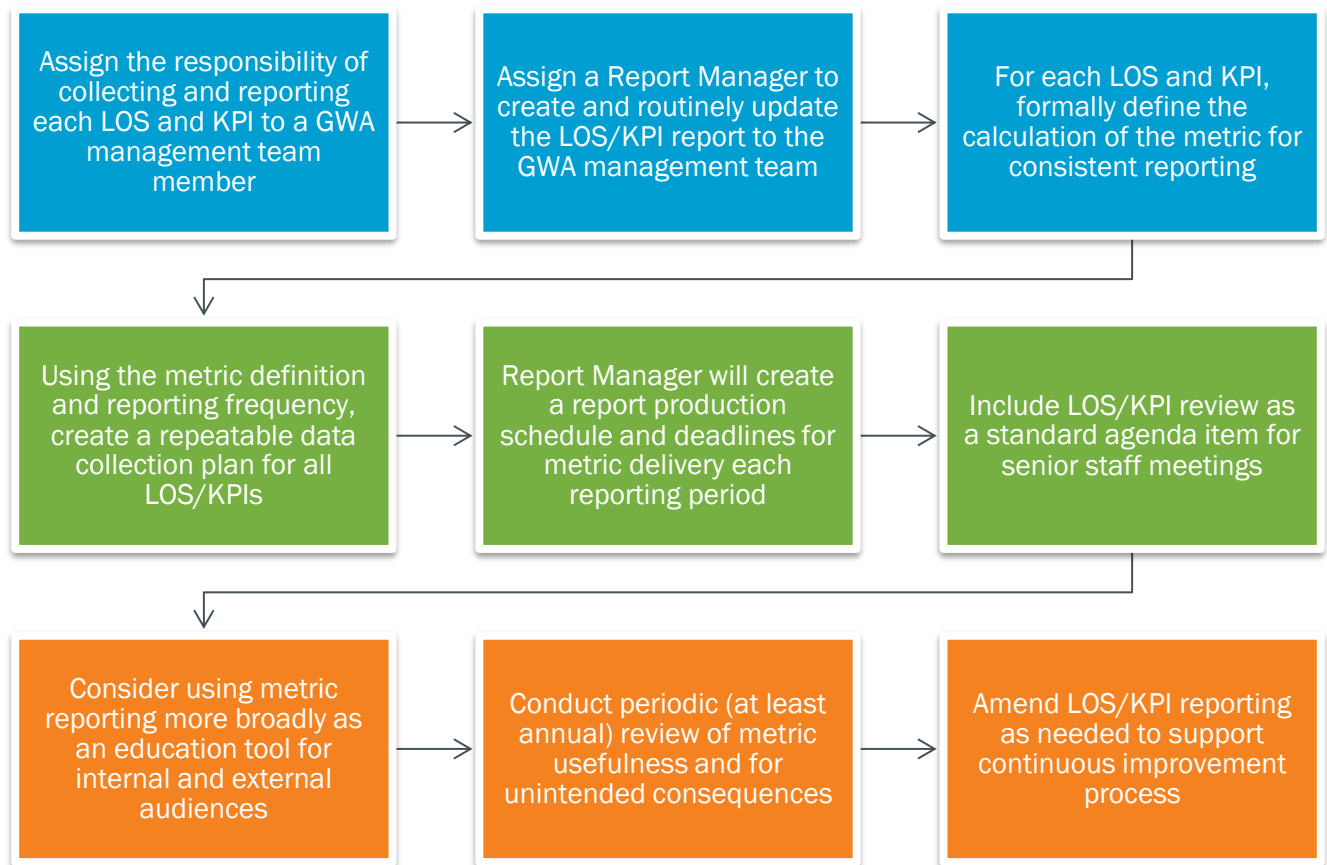 Assign the responsibility of
collecting and reporting
each LOS and KPI to a GWA
management team
member
Assign a Report Manager to
create and routinely update
the LOS/KPI report to the
GWA management team
For each LOS and KPI,
formally define the
calculation of the metric for
consistent reporting
Using the metric definition
and reporting frequency,
create a repeatable data
collection plan for all
LOS/KPIs
Report Manager will create
a report production
schedule and deadlines for
metric delivery each
reporting period
Include LOS/KPI review as
a standard agenda item for
senior staff meetings
Consider using metric
reporting more broadly as
an education tool for
internal and external
audiences
Conduct periodic (at least
annual) review of metric
usefulness and for
unintended consequences
Amend LOS/KPI reporting
as needed to support
continuous improvement
process